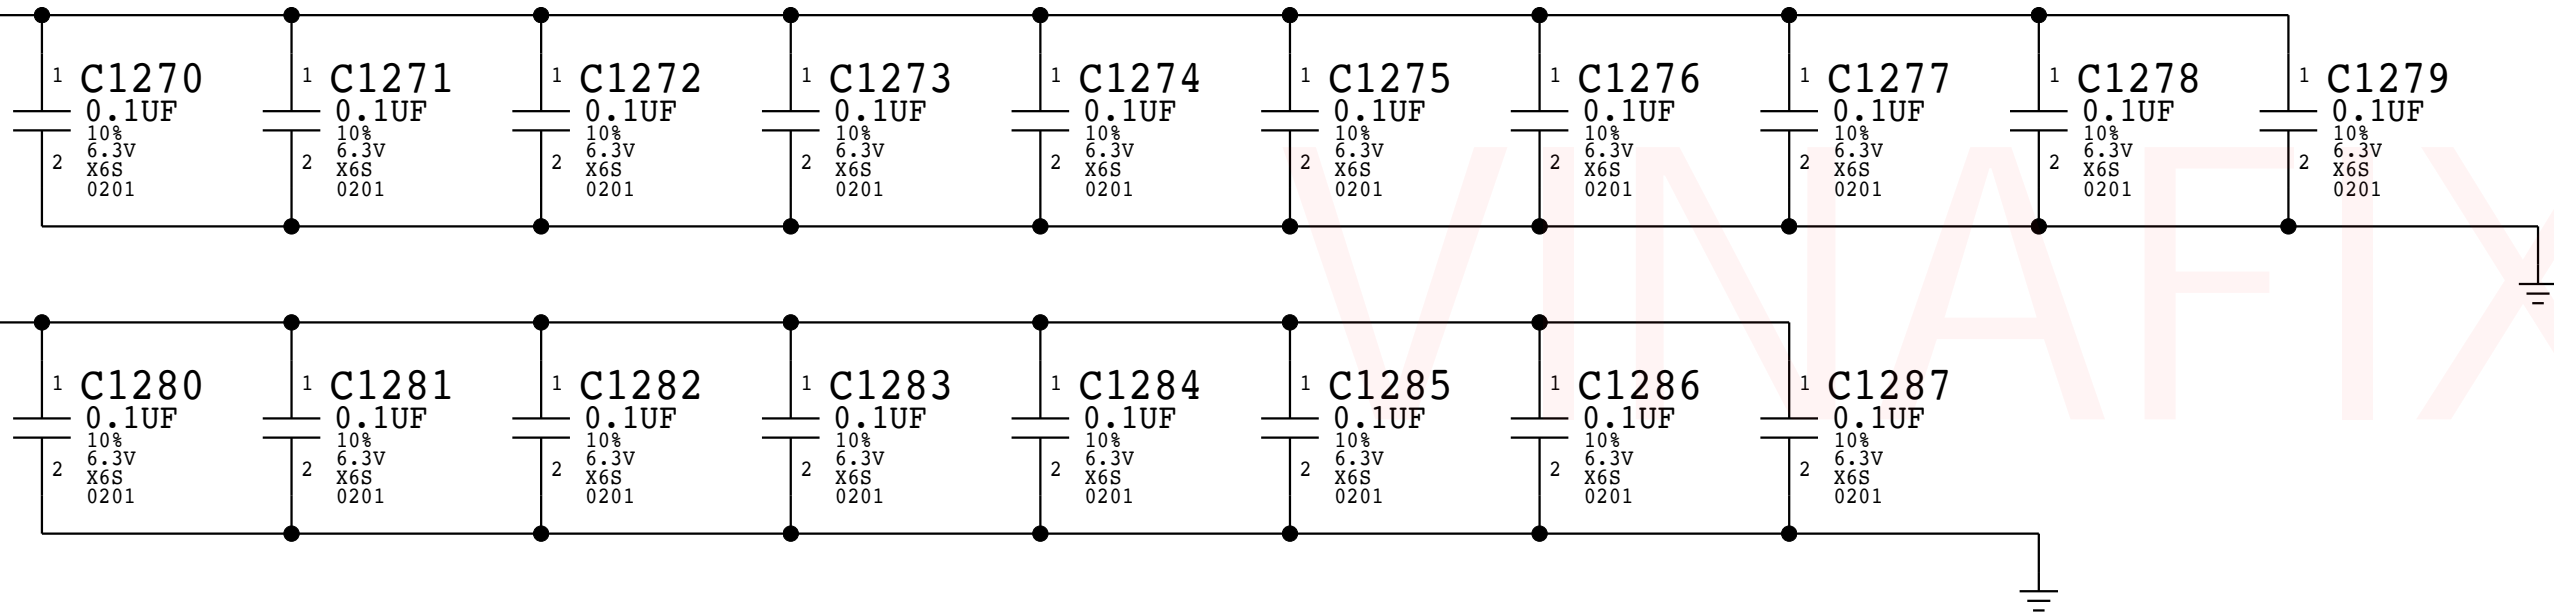 1 C1270 1 C1271 1 C1272 1 C1273 1 C1274 1 C1275 1 C1276 1 C1277 1 C1278 1 C1279
0.1UF 0.1UF 0.1UF 0.1UF 0.1UF 0.1UF 0.1UF 0.1UF 0.1UF 0.1UF
10% 10% 10% 10% 10% 10% 10% 10% 10% 10%
6.3V 6.3V 6.3V 6.3V 6.3V 6.3V 6.3V 6.3V 6.3V 6.3V
2 X6S 2 X6S 2 X6S 2 X6S 2 X6S 2 X6S 2 X6S 2 X6S 2 X6S 2 X6S
0201 0201 0201 0201 0201 0201 0201 0201 0201 0201
VINAFIX
1 C1280 1 C1281 1 C1282 1 C1283 1 C1284 1 C1285 1 C1286 1 C1287
0.1UF 0.1UF 0.1UF 0.1UF 0.1UF 0.1UF 0.1UF 0.1UF
10% 10% 10% 10% 10% 10% 10% 10%
6.3V 6.3V 6.3V 6.3V 6.3V 6.3V 6.3V 6.3V
2 X6S 2 X6S 2 X6S 2 X6S 2 X6S 2 X6S 2 X6S 2 X6S
0201 0201 0201 0201 0201 0201 0201 0201